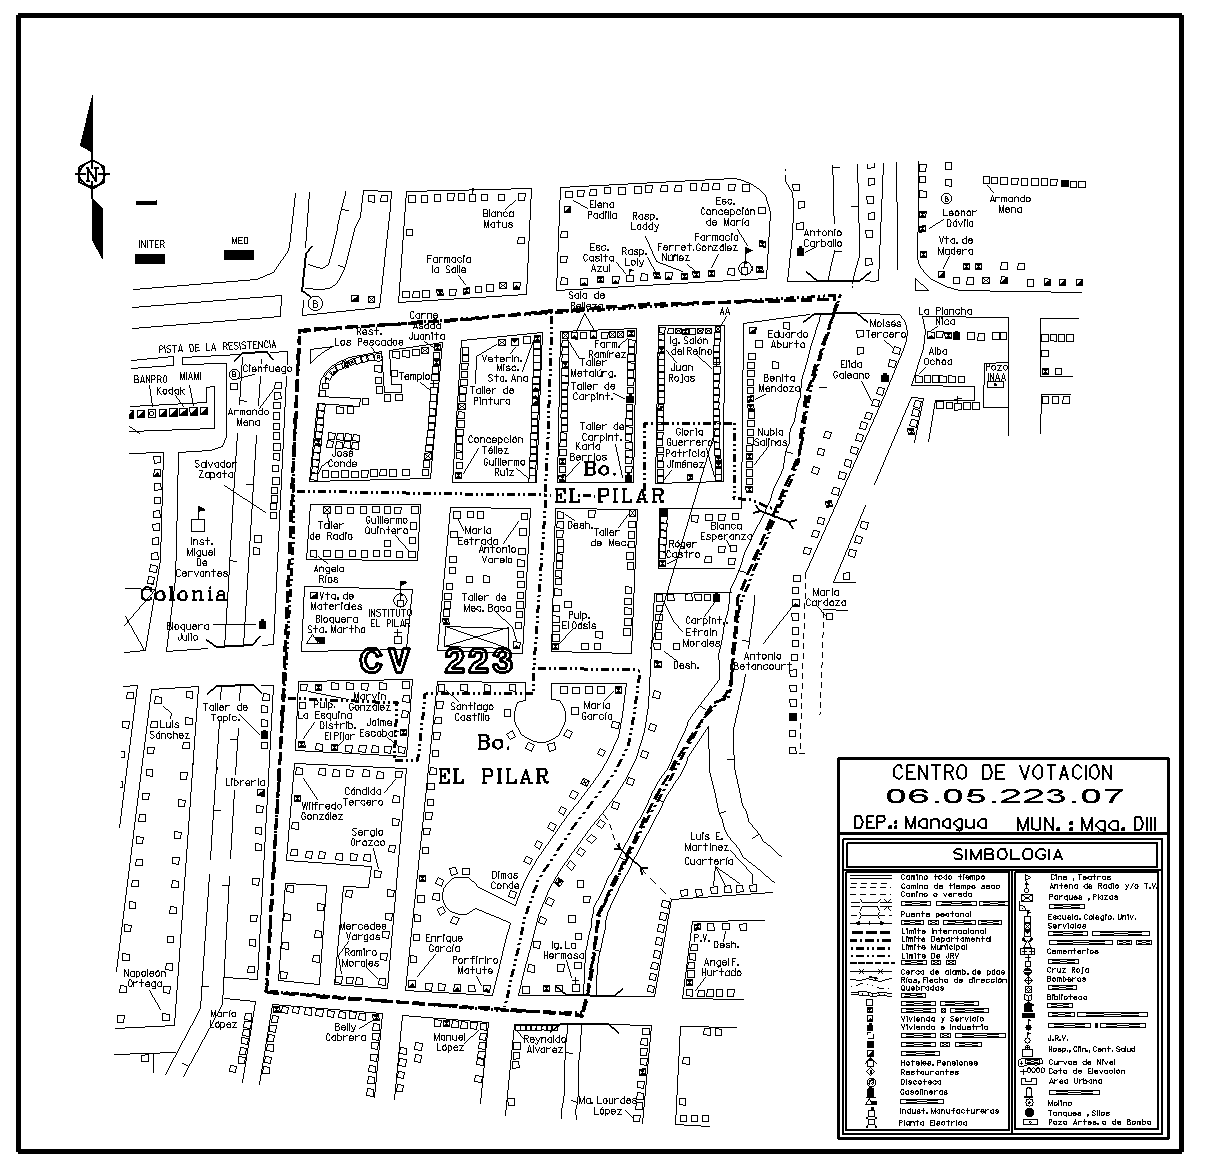 N
INITER
MED
Blanca
Matus
Farmacia
la Salle
Elena
Padilla
Esc.
Concepción
de María
Rasp.
Laddy
Farmacia
González
Ferret.
Núñez
Rasp.
Loly
Esc.
Casita
Azul
Antonio
Carballo
B
Leonor
Dávila
Vta. de
Madera
Armando
Mena
B
Sala de
Belleza
AA
Carne
Asada
Juanita
Rest.
Los Pescados
PISTA DE LA RESISTENCIA
BANPRO
MIAMI
Kodak
B
Cienfuego
Armando
Mena
Templo
Veterin.
Misc.
Sta. Ana
Taller de
Pintura
Farm.
Ramírez
Taller
Metalúrg.
Taller de
Carpint.
Ig. Salón
del Reino
Juan
Rojas
Eduardo
Aburto
Benita
Mendoza
Moises
Tercero
Elida
Galeano
La Plancha
Nica
Alba
Ochoa
Pozo
INAA
Salvador
Zapata
José
Conde
Concepción
Téllez
Guillermo
Ruiz
Taller de
Carpint.
Karla
Berrios
Gloria
Guerrero
Patricia
Jiménez
Nubia
Salinas
Bo.
EL-PILAR
Inst.
Miguel
De
Cervantes
Taller
de Radio
Guillermo
Quintero
María
Estrada
Antonio
Varela
Desh.
Taller
de Mec.
Roger
Castro
Blanca
Esperanza
Angela
Ríos
Colonia
Vta. de
Materiales
Bloquera
Sta. Martha
INSTITUTO
EL PILAR
Taller de
Mec. Baca
Pulp.
El Oasis
Carpint.
Efraín
Morales
María
Cardoza
Bloquera
Julio
CV 223
Desh.
Antonio
Betancourt
Luis
Sánchez
Taller de
Tapic.
Marvin
González
Pulp.
La Esquina
Distrib.
El Pilar
Jaime
Escobar
Santiago
Castillo
María
García
Bo.
EL PILAR
Librería
Cándida
Tercero
Wilfredo
González
Sergio
Orozco
Luis E.
Martínez
Cuartería
Dimas
Conde
Mercedes
Vargas
Ramiro
Morales
Enrique
García
Porfirio
Matute
Ig. La
Hermosa
P.V.
Desh.
Angel F.
Hurtado
Napoleón
Ortega
María
López
Belly
Cabrera
Manuel
López
Reynaldo
Alvarez
Ma. Lourdes
López
CENTRO DE VOTACION
06.05.223.07
DEP.: Managua MUN. : Mga. DIII
SIMBOLOGIA
Camino todo tiempo
Camino de tiempo seco
Camino o vereda
Puente peatonal
Limite Internacional
Limite Departamental
Limite Municipal
Limite De JRV
Cerca de alamb. de púas
Ríos, Flecha de dirección
Quebradas
Vivienda y Servicio
Vivienda e Industria
Hoteles, Pensiones
Restaurantes
Discoteca
Gasolineras
Indust. Manufactureras
Planta Electrica
Cine, Teatros
Antena de Radio y/o T.V.
Parques, Plazas
Escuela. Colegio. Univ.
Servicios
Cementerios
Cruz Roja
Bomberos
Biblioteca
J.R.V.
Hosp., Clín., Cent. Salud
Curvas de Nivel
Cota de Elevación
Area Urbana
Molino
Tanques, Silos
Pozo Artes. o de Bomba